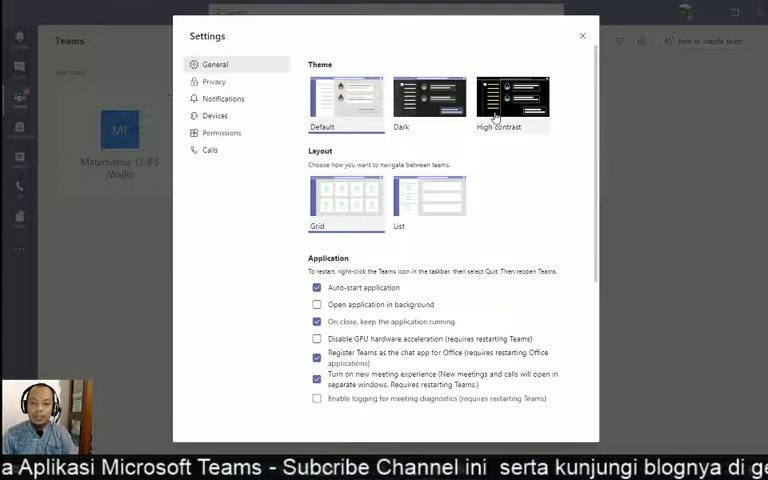 Settings
Teams
Join or create team
General
Privacy
Notifications
Devices
Permissions
Calls
Theme
Default
Dark
High contrast
Layout
Choose how you want to navigate between teams.
Grid
List
Application
To restart, right-click the Teams icon in the taskbar, then select Quit. Then reopen Teams.
Auto-start application
Open application in background
On close, keep the application running
Disable GPU hardware acceleration (requires restarting Teams)
Register Teams as the chat app for Office (requires restarting Office
applications)
Turn on new meeting experience (New meetings and calls will open in
separate windows. Requires restarting Teams.)
Enable logging for meeting diagnostics (requires restarting Teams)
MI
Matematika 12 IPS
(Wajib)
a Aplikasi Microsoft Teams - Subcribe Channel ini serta kunjungi blognya di ge